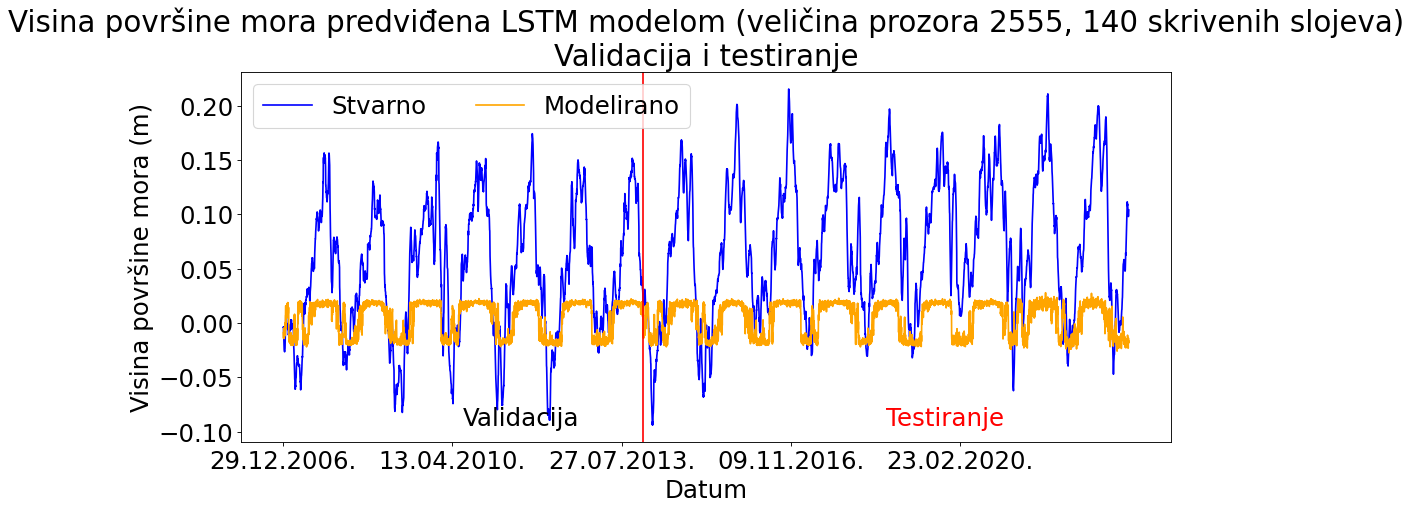 Visina površine mora predviđena LSTM modelom (veličina prozora 2555, 140 skrivenih slojeva)
Validacija i testiranje
Stvarno Modelirano
Visina površine mora (m)
0.20
0.15
0.10
0.05
0.00
−0.05
−0.10
Validacija Testiranje
29.12.2006. 13.04.2010. 27.07.2013. 09.11.2016. 23.02.2020.
Datum